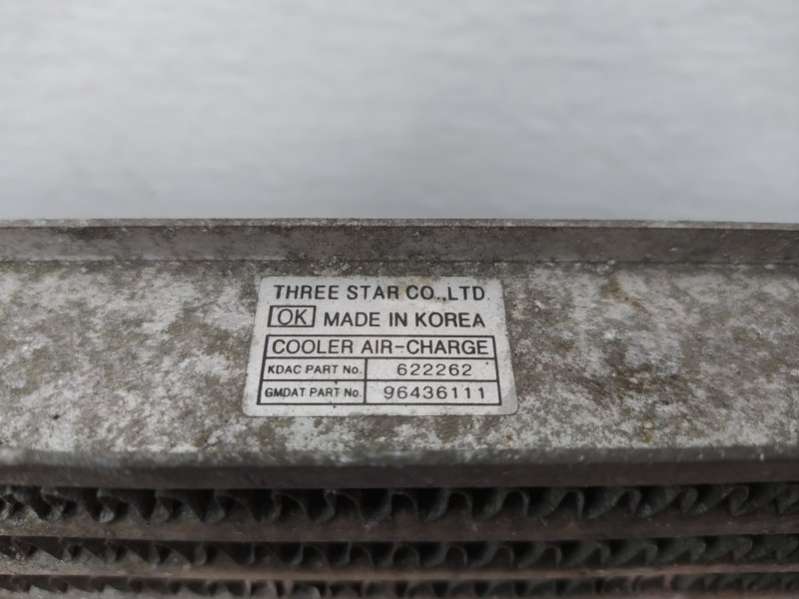 THREE STAR CO.,LTD.
OK MADE IN KOREA
COOLER AIR-CHARGE
KDAC PART No. 622262
GMDAT PART No. 96436111